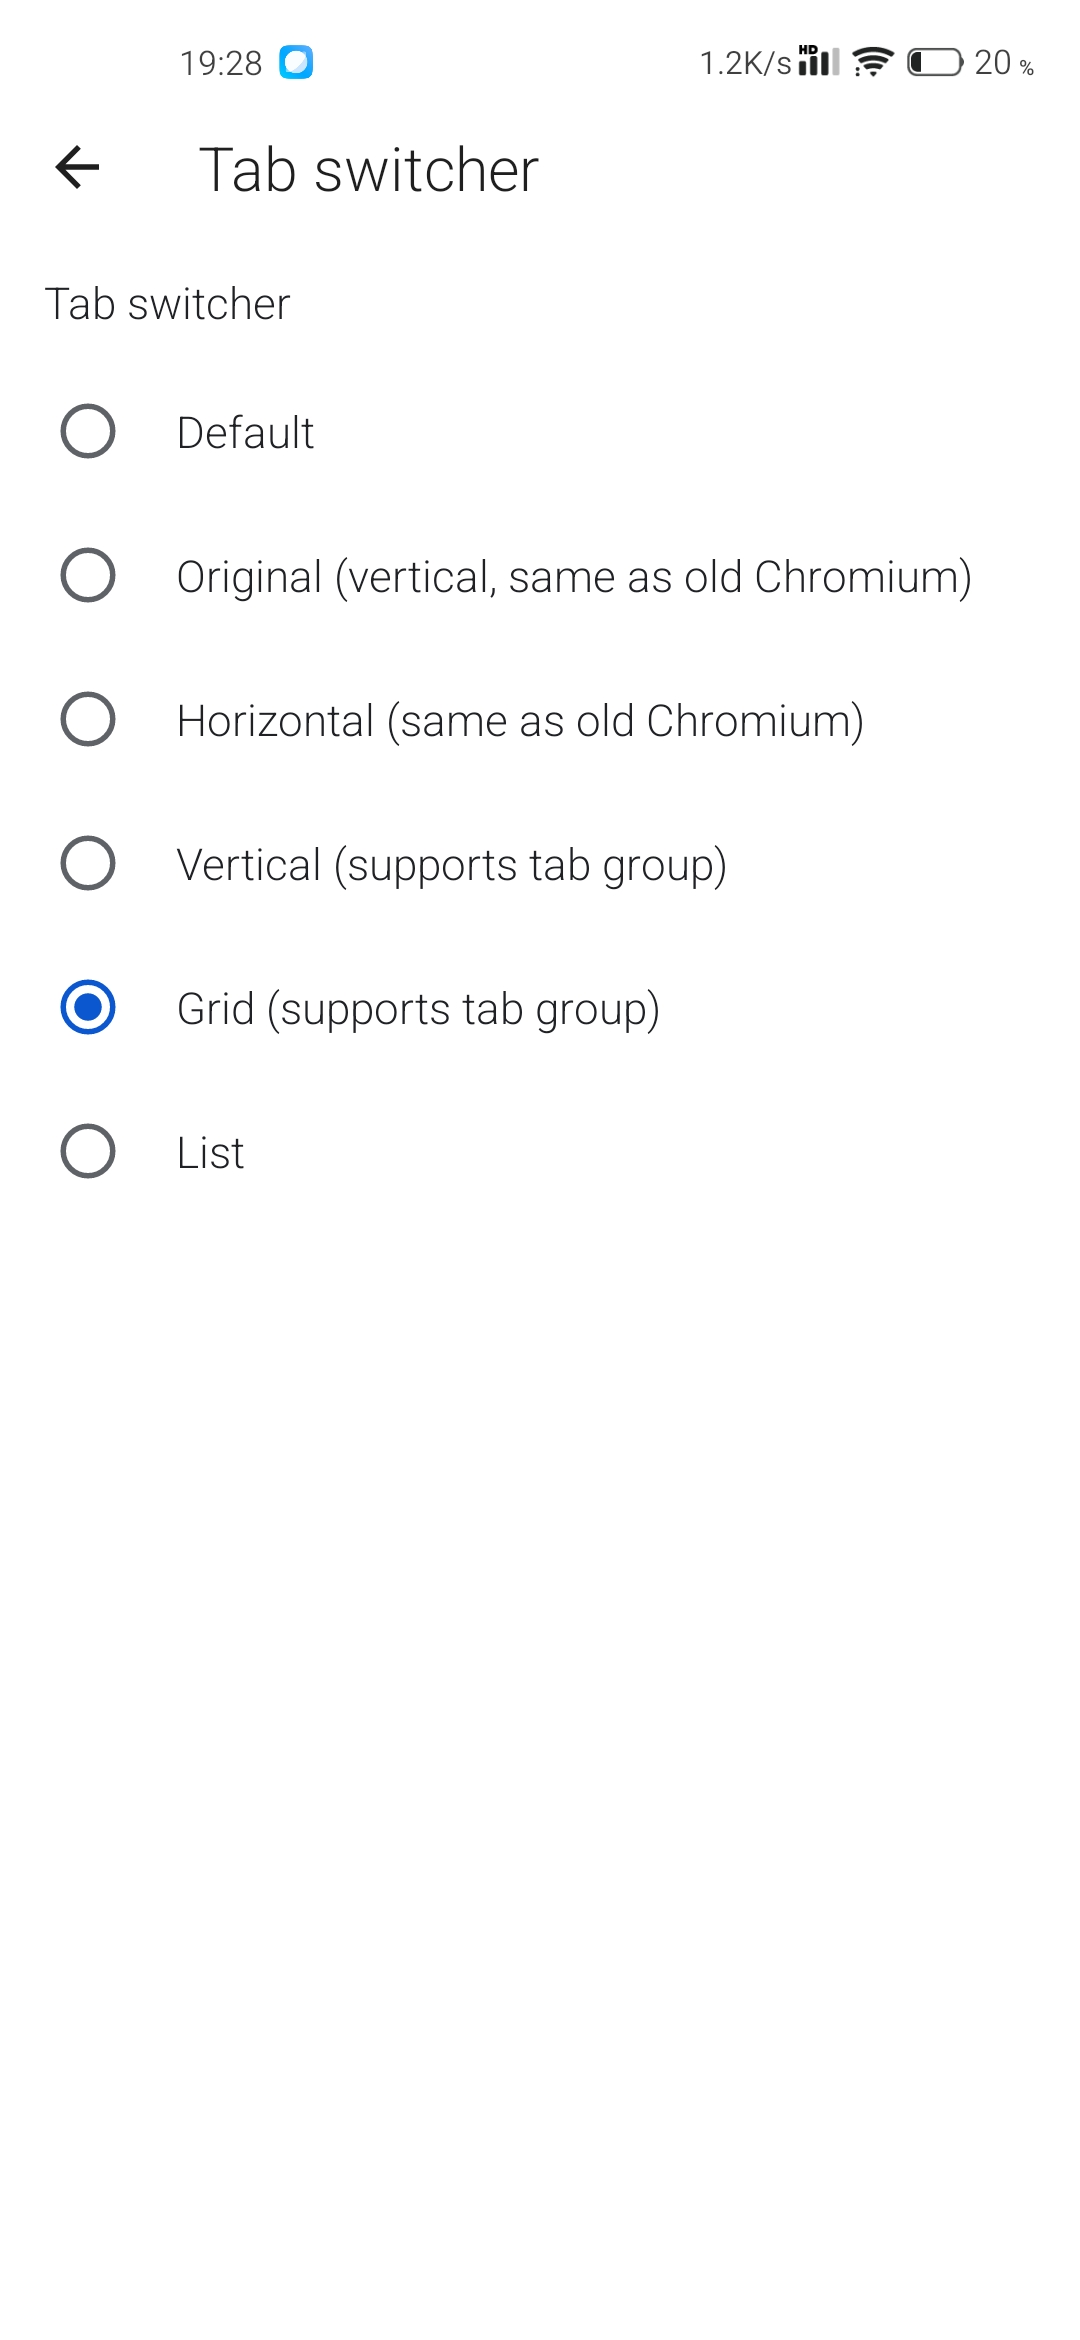 19:28 1.2K/s HD 20 %
Tab switcher
Tab switcher
Default
Original (vertical, same as old Chromium)
Horizontal (same as old Chromium)
Vertical (supports tab group)
Grid (supports tab group)
List